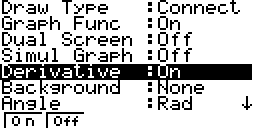 Draw Type :Connect
Graph Func :On
Dual Screen :Off
Simul Graph :Off
Derivative :On
Background :None
Angle :Rad ↓
On Off